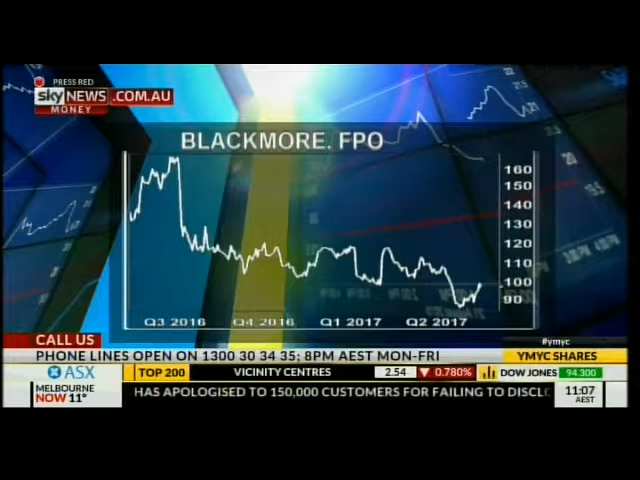 PRESS RED
sky NEWS .COM.AU
MONEY
BLACKMORE. FPO
160
150
140
130
120
110
100
90
Q3 2016 Q4 2016 Q1 2017 Q2 2017
CALL US
#ymyc
PHONE LINES OPEN ON 1300 30 34 35; 8PM AEST MON-FRI
YMYC SHARES
ASX TOP 200 VICINITY CENTRES 2.54 0.780% DOW JONES 94.300
MELBOURNE
NOW 11°
HAS APOLOGISED TO 150,000 CUSTOMERS FOR FAILING TO DISCL
11:07
AEST